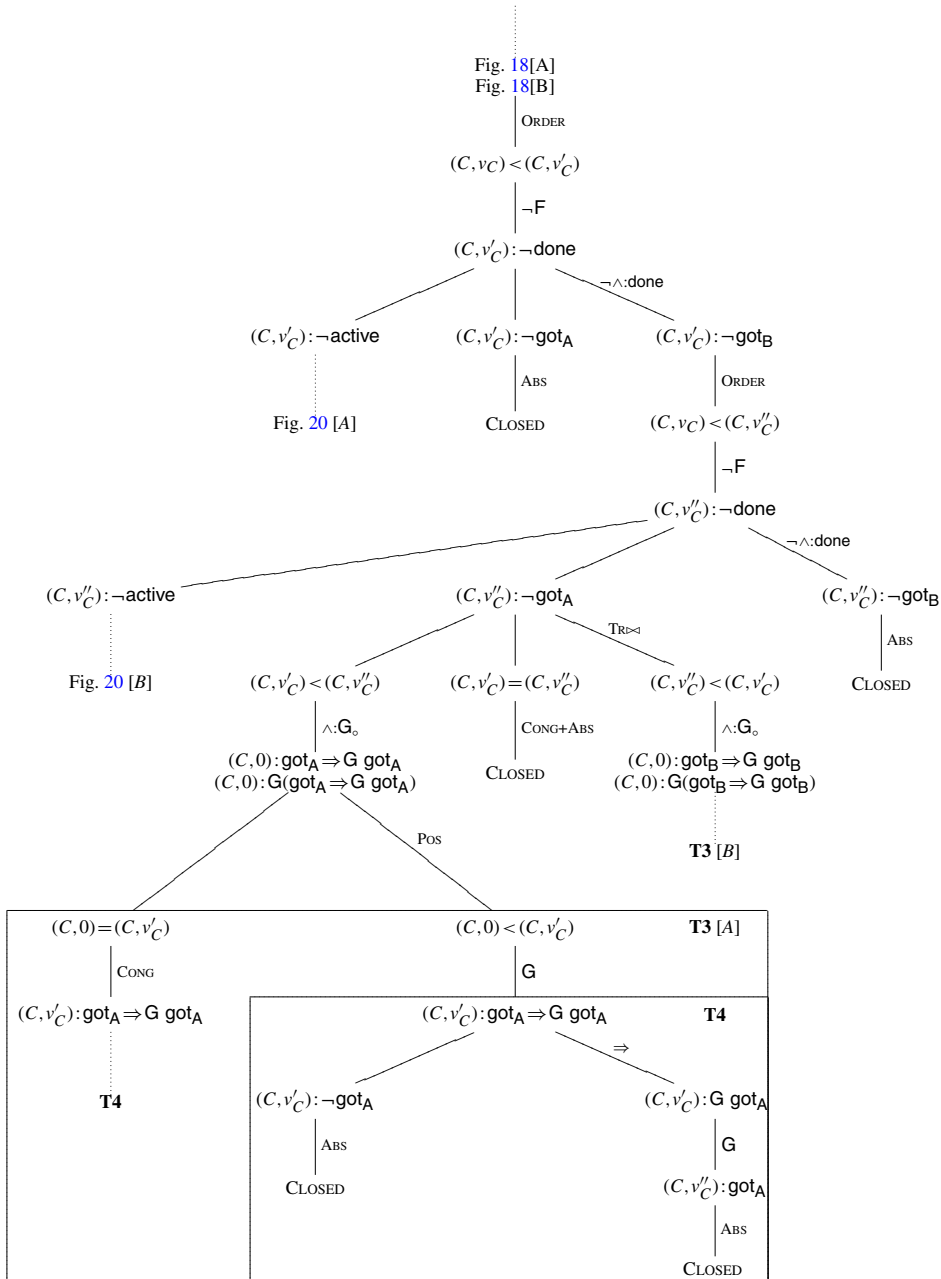 Fig. 18[A]
Fig. 18[B]
ORDER
(C,v_C)<(C,v′_C)
¬F
(C,v′_C):¬done
¬∧:done
(C,v′_C):¬active (C,v′_C):¬got_A (C,v′_C):¬got_B
ABS ORDER
Fig. 20 [A] CLOSED (C,v_C)<(C,v″_C)
¬F
(C,v″_C):¬done
¬∧:done
(C,v″_C):¬active (C,v″_C):¬got_A (C,v″_C):¬got_B
TR⋈ ABS
Fig. 20 [B] (C,v′_C)<(C,v″_C) (C,v′_C)=(C,v″_C) (C,v″_C)<(C,v′_C) CLOSED
∧:G∘ CONG+ABS ∧:G∘
(C,0):got_A⇒G got_A CLOSED (C,0):got_B⇒G got_B
(C,0):G(got_A⇒G got_A) (C,0):G(got_B⇒G got_B)
POS
T3 [B]
(C,0)=(C,v′_C) (C,0)<(C,v′_C) T3 [A]
CONG G
(C,v′_C):got_A⇒G got_A (C,v′_C):got_A⇒G got_A T4
⇒
T4 (C,v′_C):¬got_A (C,v′_C):G got_A
ABS G
CLOSED (C,v″_C):got_A
ABS
CLOSED